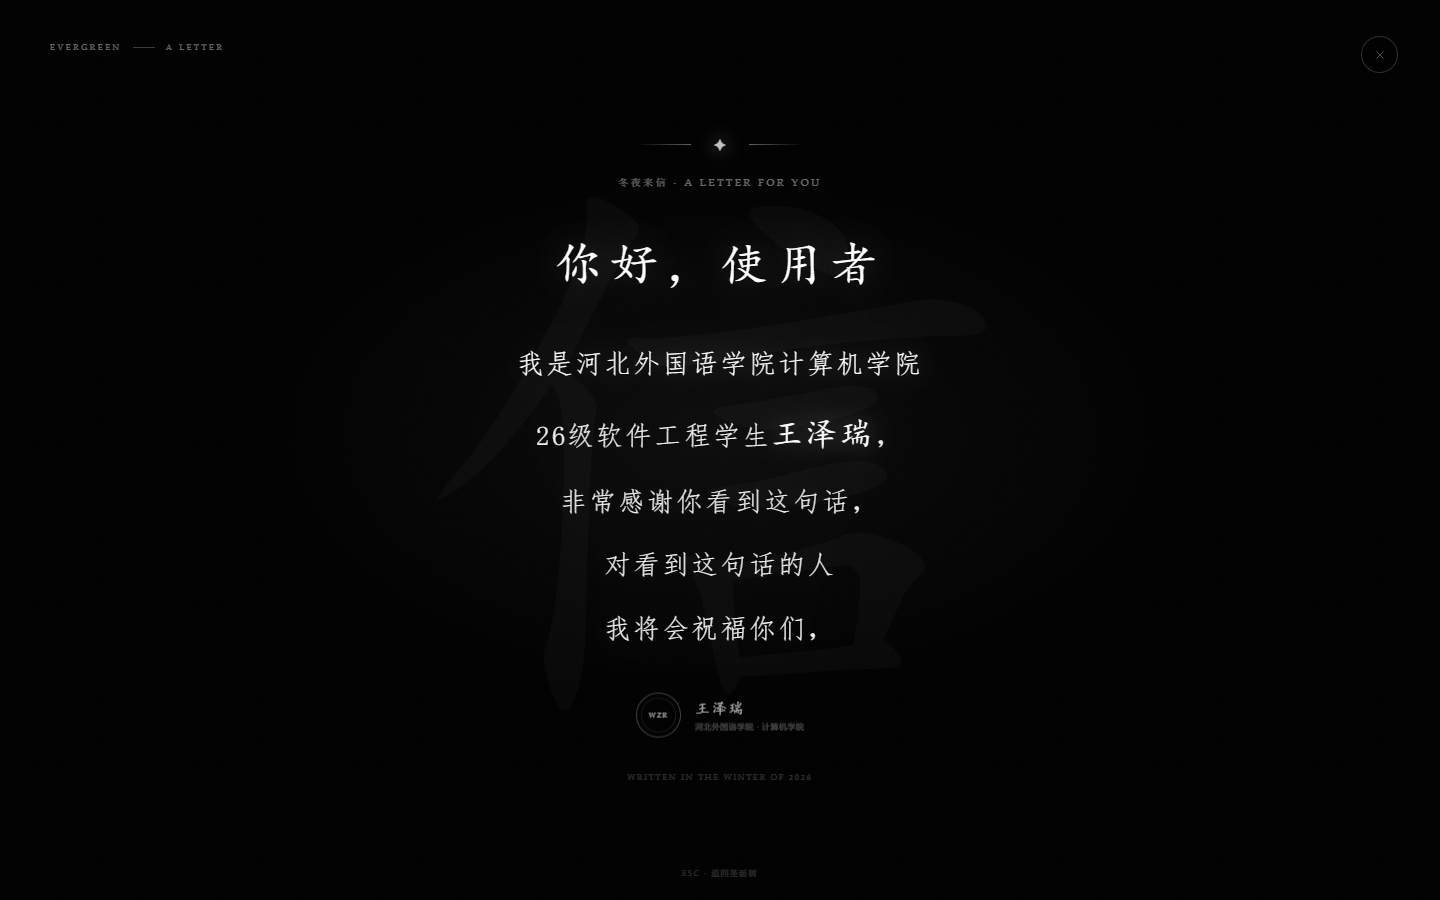 EVERGREEN — A LETTER
×
✦
冬夜来信 · A LETTER FOR YOU
信
你好，使用者
我是河北外国语学院计算机学院
26级软件工程学生王泽瑞，
非常感谢你看到这句话，
对看到这句话的人
我将会祝福你们，
WZR
王泽瑞
河北外国语学院 · 计算机学院
WRITTEN IN THE WINTER OF 2026
ESC · 返回圣诞树